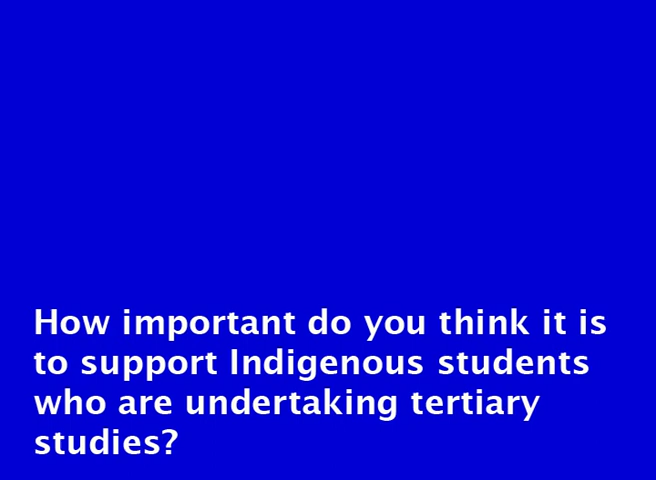 How important do you think it is
to support Indigenous students
who are undertaking tertiary
studies?